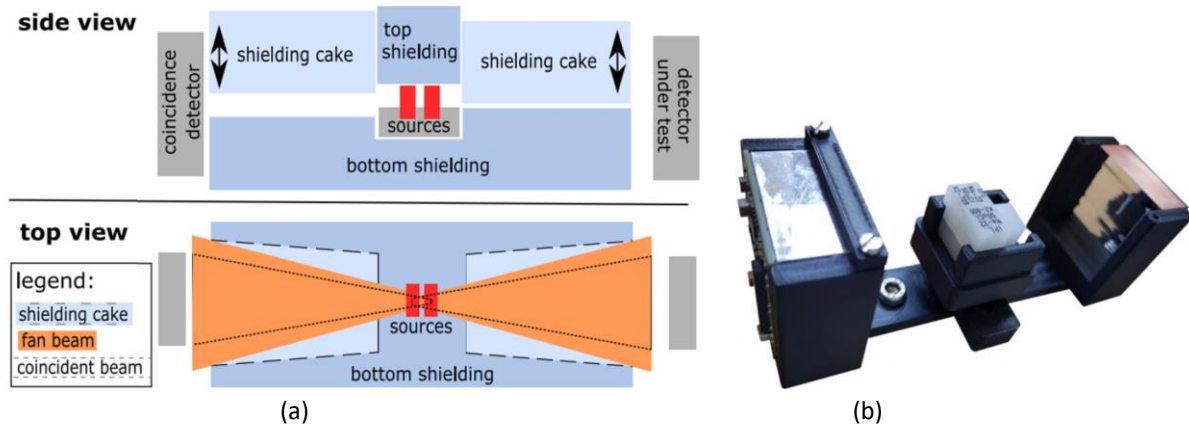 side view
coincidence
detector
shielding cake
top
shielding
shielding cake
sources
bottom shielding
detector
under test
top view
legend:
shielding cake
fan beam
coincident beam
sources
bottom shielding
(a)
(b)